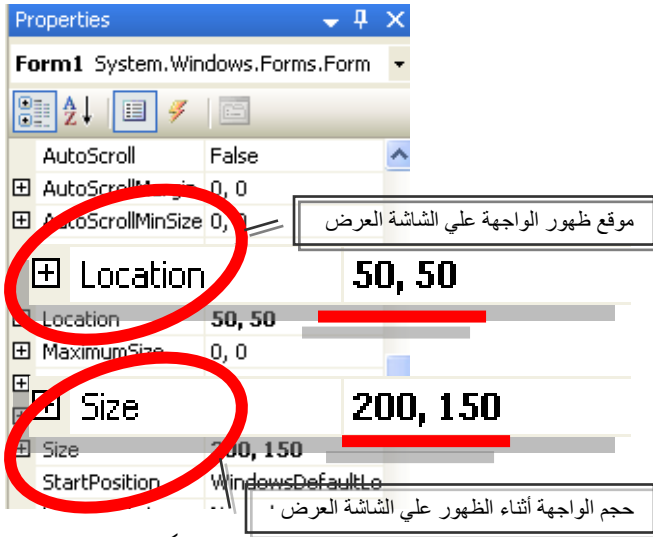 Properties
Form1 System.Windows.Forms.Form
AutoScroll False
AutoScrollMargin 0, 0
AutoScrollMinSize 0, 0
موقع ظهور الواجهة علي الشاشة العرض
Location 50, 50
Location 50, 50
MaximumSize 0, 0
Size 200, 150
Size 200, 150
StartPosition WindowsDefaultLo
حجم الواجهة أثناء الظهور علي الشاشة العرض